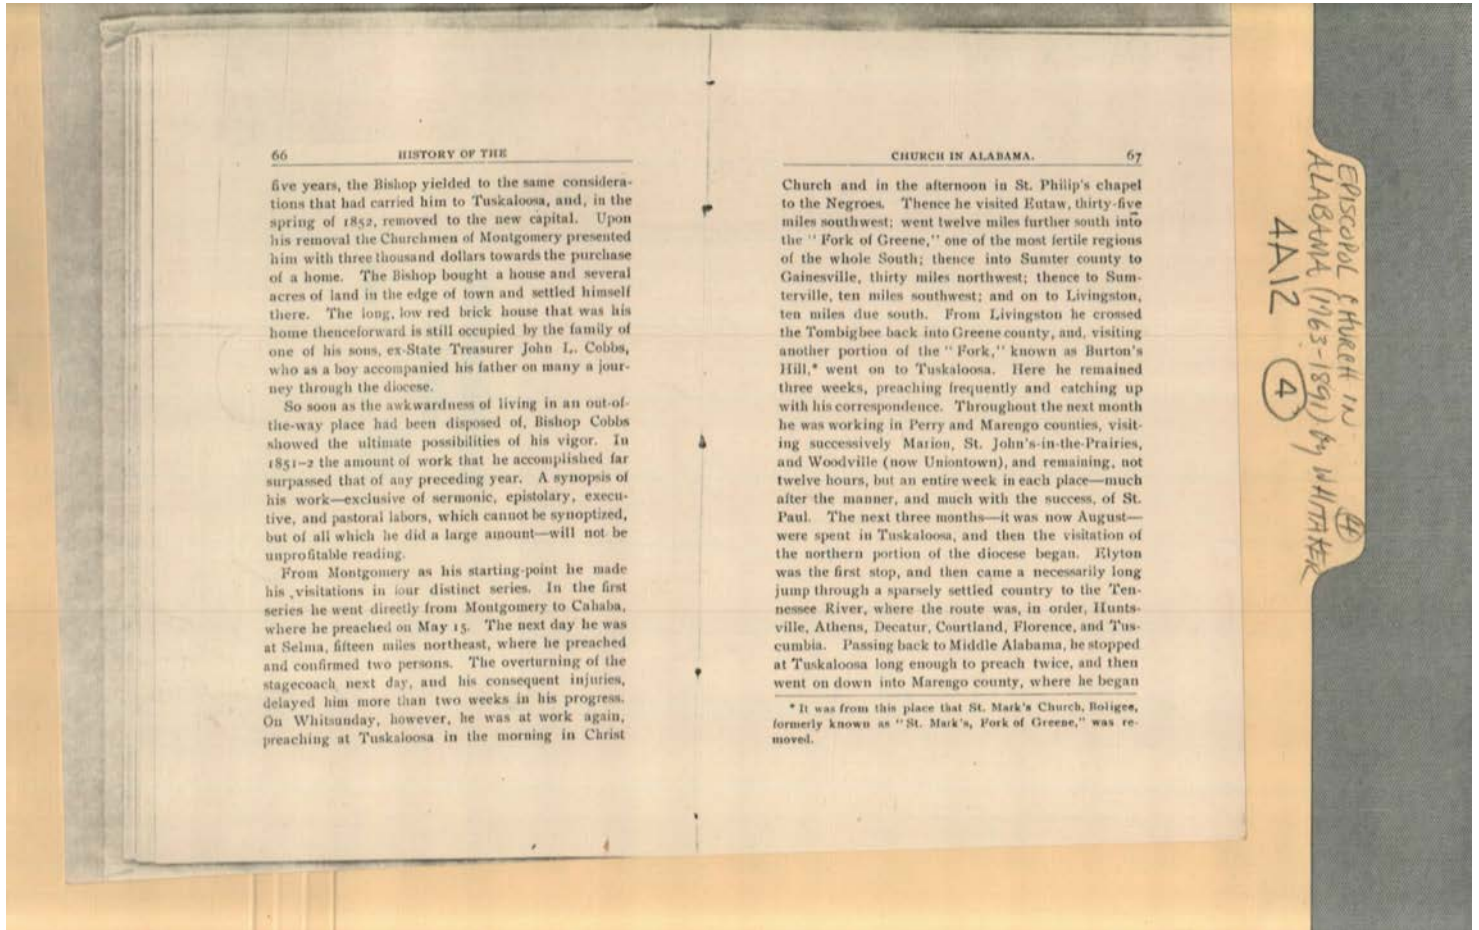 66 HISTORY OF THE
five years, the Bishop yielded to the same considera-
tions that had carried him to Tuskaloosa, and, in the
spring of 1852, removed to the new capital. Upon
his removal the Churchmen of Montgomery presented
him with three thousand dollars towards the purchase
of a home. The Bishop bought a house and several
acres of land in the edge of town and settled himself
there. The long, low red brick house that was his
home thenceforward is still occupied by the family of
one of his sons, ex-State Treasurer John L. Cobbs,
who as a boy accompanied his father on many a jour-
ney through the diocese.
So soon as the awkwardness of living in an out-of-
the-way place had been disposed of, Bishop Cobbs
showed the ultimate possibilities of his vigor. In
1851-2 the amount of work that he accomplished far
surpassed that of any preceding year. A synopsis of
his work—exclusive of sermonic, epistolary, execu-
tive, and pastoral labors, which cannot be synoptized,
but of all which he did a large amount—will not be
unprofitable reading.
From Montgomery as his starting-point he made
his visitations in four distinct series. In the first
series he went directly from Montgomery to Cahaba,
where he preached on May 15. The next day he was
at Selma, fifteen miles northeast, where he preached
and confirmed two persons. The overturning of the
stagecoach next day, and his consequent injuries,
delayed him more than two weeks in his progress.
On Whitsunday, however, he was at work again,
preaching at Tuskaloosa in the morning in Christ
CHURCH IN ALABAMA. 67
Church and in the afternoon in St. Philip's chapel
to the Negroes. Thence he visited Eutaw, thirty-five
miles southwest; went twelve miles further south into
the "Fork of Greene," one of the most fertile regions
of the whole South; thence into Sumter county to
Gainesville, thirty miles northwest; thence to Sum-
terville, ten miles southwest; and on to Livingston,
ten miles due south. From Livingston he crossed
the Tombigbee back into Greene county, and, visiting
another portion of the "Fork," known as Burton's
Hill,* went on to Tuskaloosa. Here he remained
three weeks, preaching frequently and catching up
with his correspondence. Throughout the next month
he was working in Perry and Marengo counties, visit-
ing successively Marion, St. John's-in-the-Prairies,
and Woodville (now Uniontown), and remaining, not
twelve hours, but an entire week in each place—much
after the manner, and much with the success, of St.
Paul. The next three months—it was now August—
were spent in Tuskaloosa, and then the visitation of
the northern portion of the diocese began. Elyton
was the first stop, and then came a necessarily long
jump through a sparsely settled country to the Ten-
nessee River, where the route was, in order, Hunts-
ville, Athens, Decatur, Courtland, Florence, and Tus-
cumbia. Passing back to Middle Alabama, he stopped
at Tuskaloosa long enough to preach twice, and then
went on down into Marengo county, where he began
* It was from this place that St. Mark's Church, Boligee,
formerly known as "St. Mark's, Fork of Greene," was re-
moved.
EPISCOPOL CHURCH IN
ALABAMA (1763-1891) by WHITAKER
4A12 4